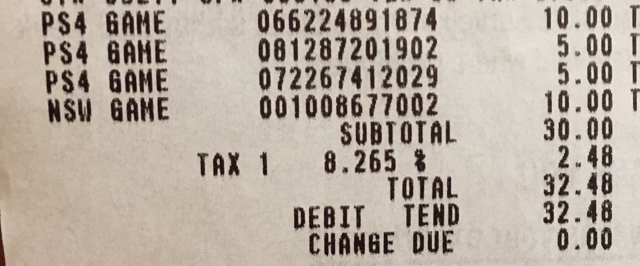 PS4 GAME 066224891874 10.00 T
PS4 GAME 081287201902 5.00 T
PS4 GAME 072267412029 5.00 T
NSW GAME 001008677002 10.00 T
SUBTOTAL 30.00
TAX 1 8.265 % 2.48
TOTAL 32.48
DEBIT TEND 32.48
CHANGE DUE 0.00